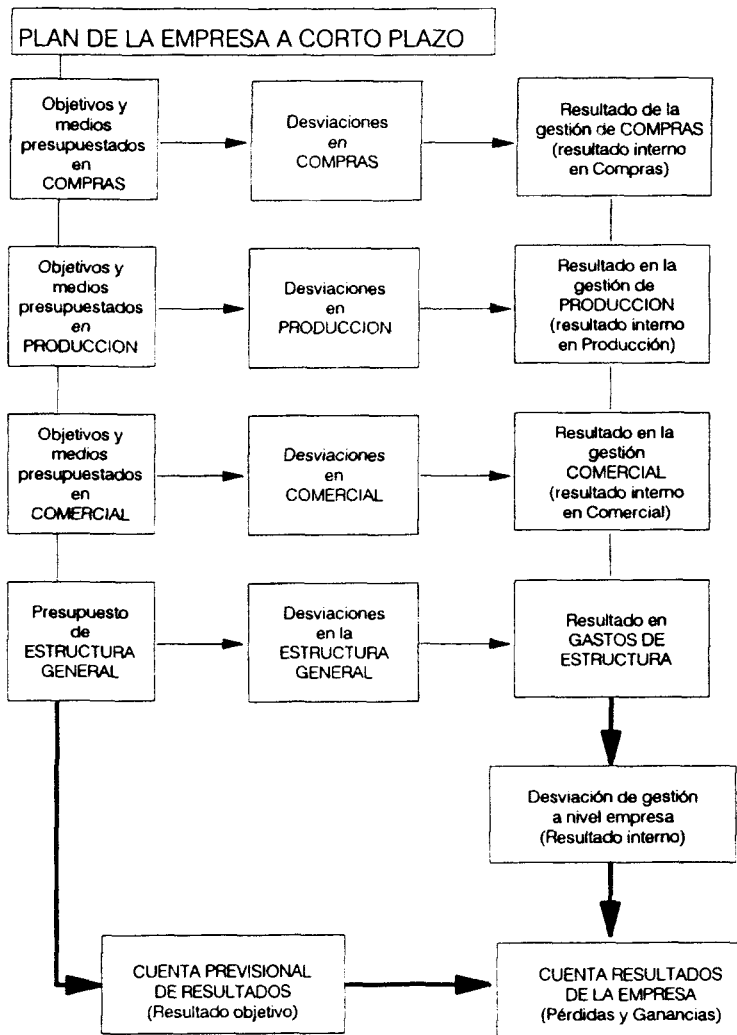 PLAN DE LA EMPRESA A CORTO PLAZO
Objetivos y
medios
presupuestados
en
COMPRAS
Desviaciones
en
COMPRAS
Resultado de la
gestión de COMPRAS
(resultado interno
en Compras)
Objetivos y
medios
presupuestados
en
PRODUCCION
Desviaciones
en
PRODUCCION
Resultado en la
gestión de
PRODUCCION
(resultado interno
en Producción)
Objetivos y
medios
presupuestados
en
COMERCIAL
Desviaciones
en
COMERCIAL
Resultado en la
gestión
COMERCIAL
(resultado interno
en Comercial)
Presupuesto
de
ESTRUCTURA
GENERAL
Desviaciones
en la
ESTRUCTURA
GENERAL
Resultado en
GASTOS DE
ESTRUCTURA
Desviación de gestión
a nivel empresa
(Resultado interno)
CUENTA PREVISIONAL
DE RESULTADOS
(Resultado objetivo)
CUENTA RESULTADOS
DE LA EMPRESA
(Pérdidas y Ganancias)